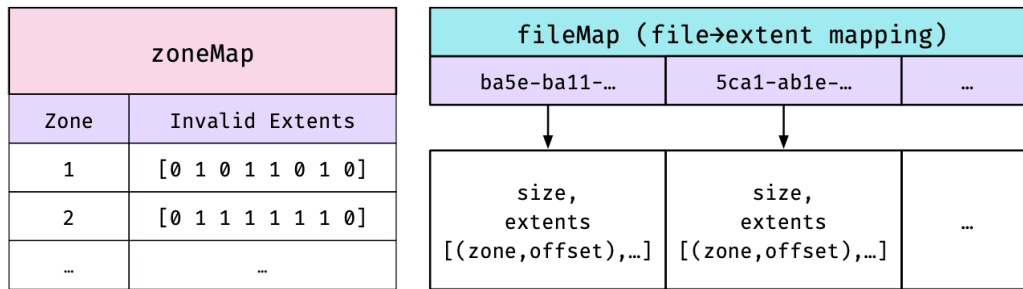 zoneMap
Zone Invalid Extents
1 [0 1 0 1 1 0 1 0]
2 [0 1 1 1 1 1 1 0]
… …
fileMap (file→extent mapping)
ba5e-ba11-… 5ca1-ab1e-… …
size, size,
extents extents …
[(zone,offset),…] [(zone,offset),…]